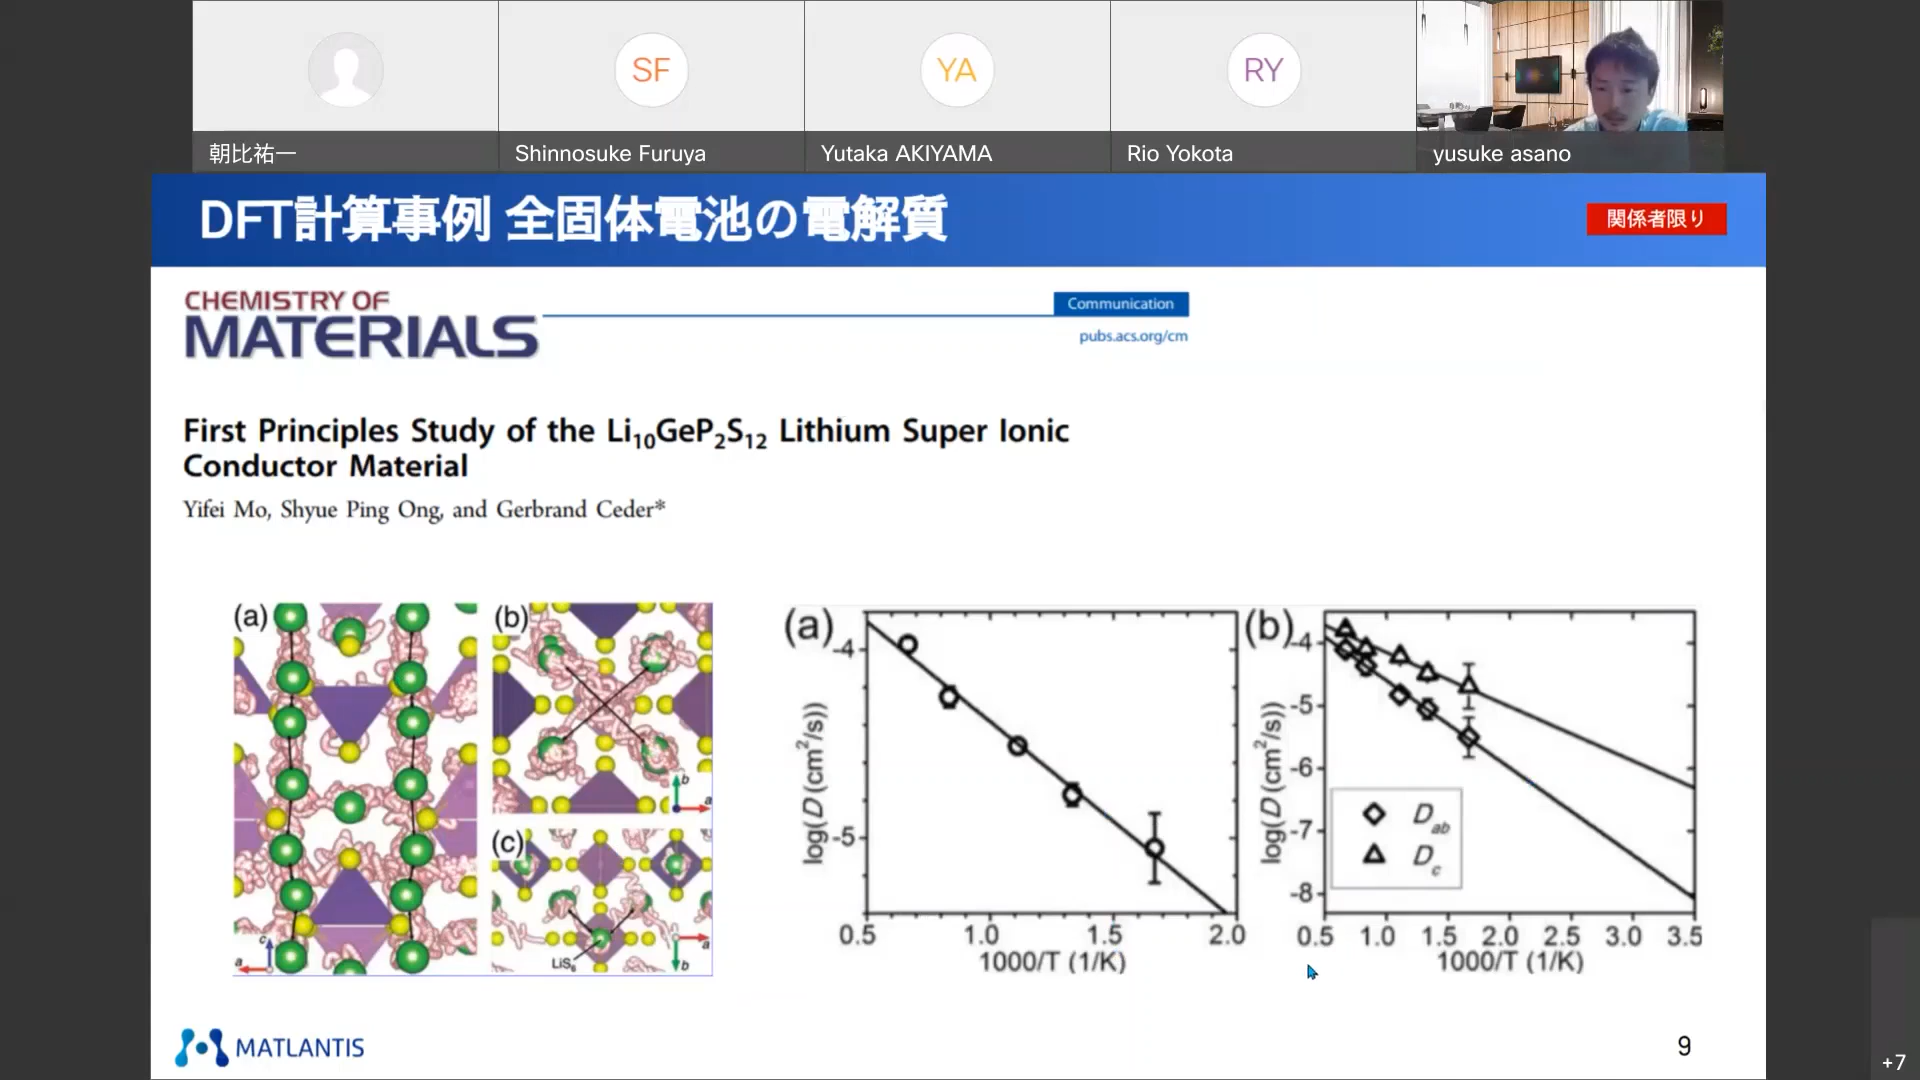 SF
YA
RY
朝比祐一
Shinnosuke Furuya
Yutaka AKIYAMA
Rio Yokota
yusuke asano
DFT計算事例 全固体電池の電解質
関係者限り
CHEMISTRY OF
MATERIALS
Communication
pubs.acs.org/cm
First Principles Study of the Li₁₀GeP₂S₁₂ Lithium Super Ionic
Conductor Material
Yifei Mo, Shyue Ping Ong, and Gerbrand Ceder*
(a)
c
a
(b)
b
a
(c)
LiS₆
a
b
(a)
-4
-5
log(D (cm²/s))
0.5 1.0 1.5 2.0
1000/T (1/K)
(b)
-4
-5
-6
-7
-8
log(D (cm²/s))
D_ab
D_c
0.5 1.0 1.5 2.0 2.5 3.0 3.5
1000/T (1/K)
MATLANTIS
9
+7